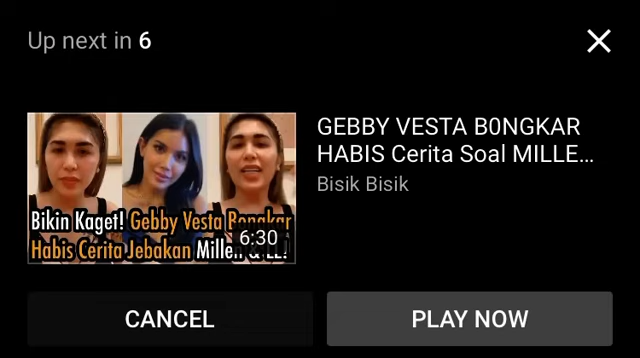 Up next in 6
GEBBY VESTA B0NGKAR
HABIS Cerita Soal MILLE...
Bisik Bisik
Bikin Kaget! Gebby Vesta Bongkar
Habis Cerita Jebakan Millen &
6:30
CANCEL
PLAY NOW